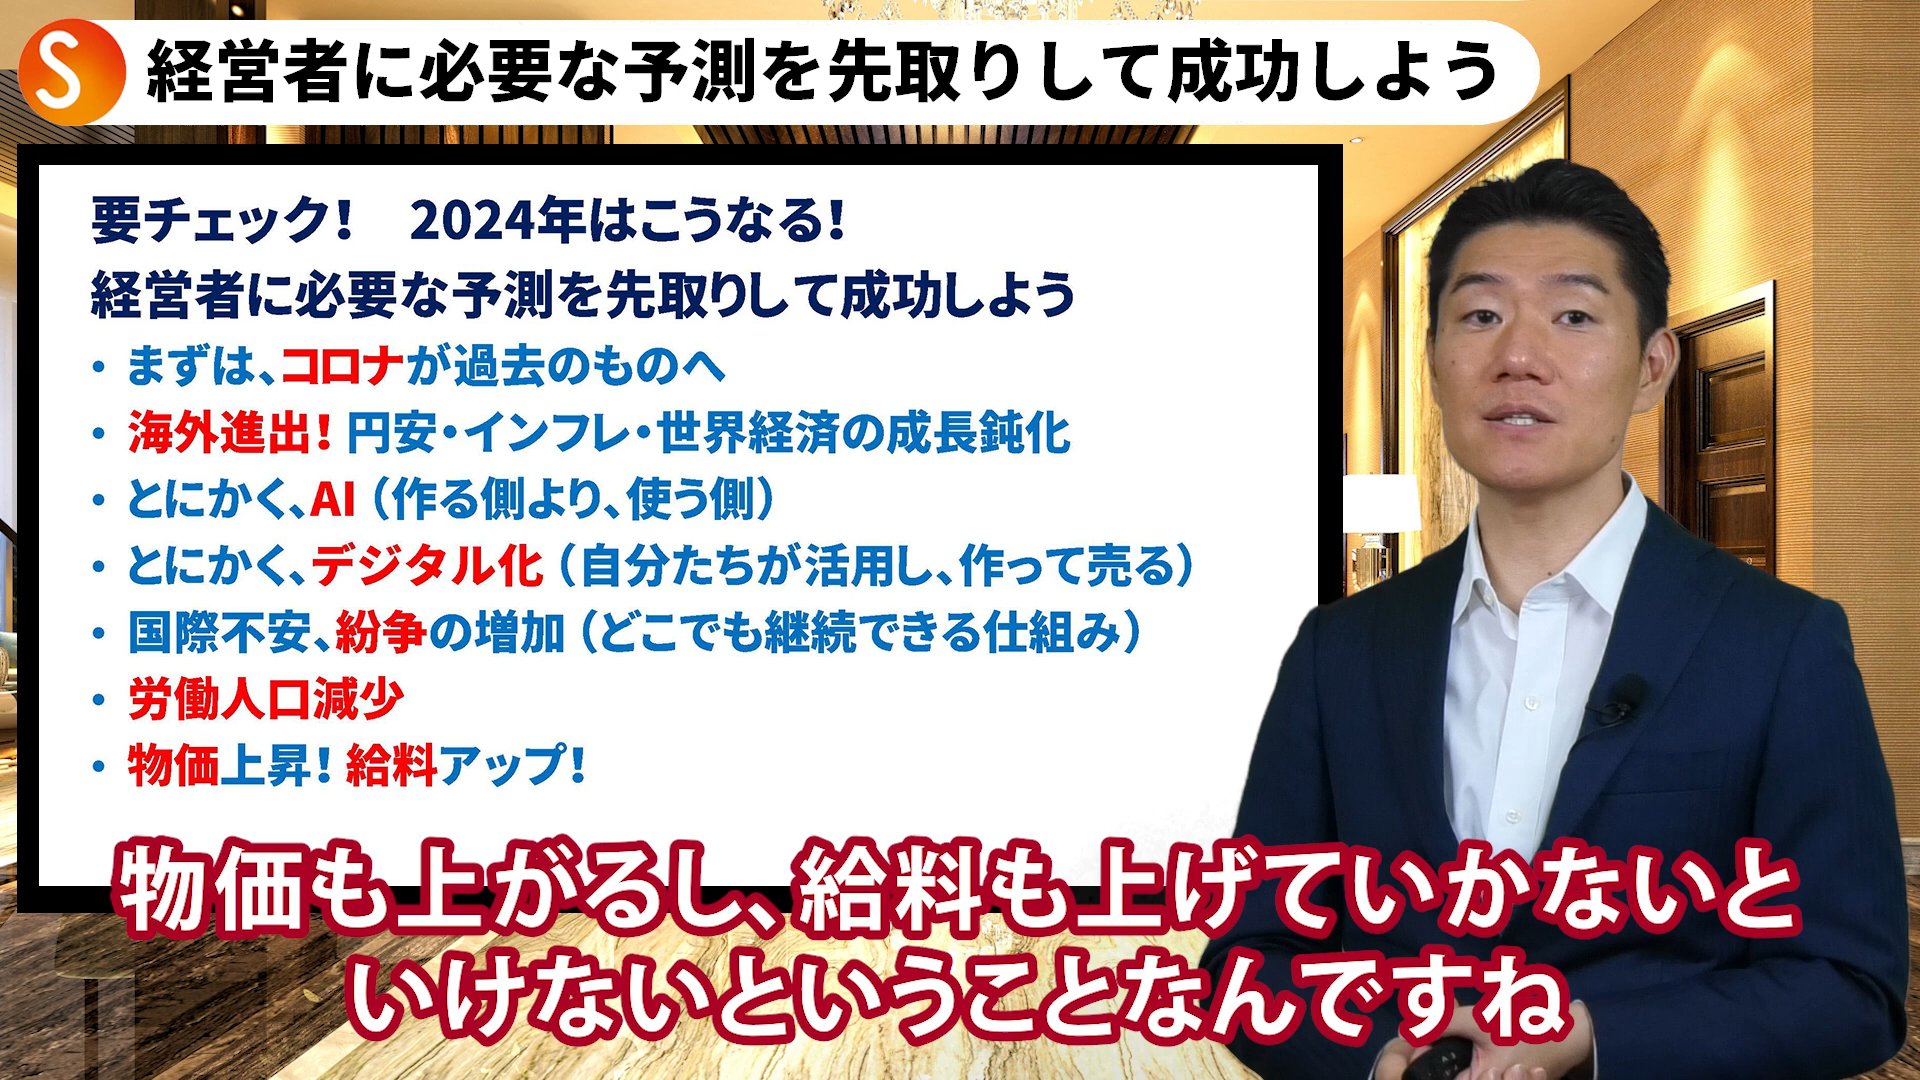 S 経営者に必要な予測を先取りして成功しよう
要チェック！　2024年はこうなる！
経営者に必要な予測を先取りして成功しよう
• まずは、コロナが過去のものへ
• 海外進出！円安・インフレ・世界経済の成長鈍化
• とにかく、AI（作る側より、使う側）
• とにかく、デジタル化（自分たちが活用し、作って売る）
• 国際不安、紛争の増加（どこでも継続できる仕組み）
• 労働人口減少
• 物価上昇！給料アップ！
物価も上がるし、給料も上げていかないと
いけないということなんですね